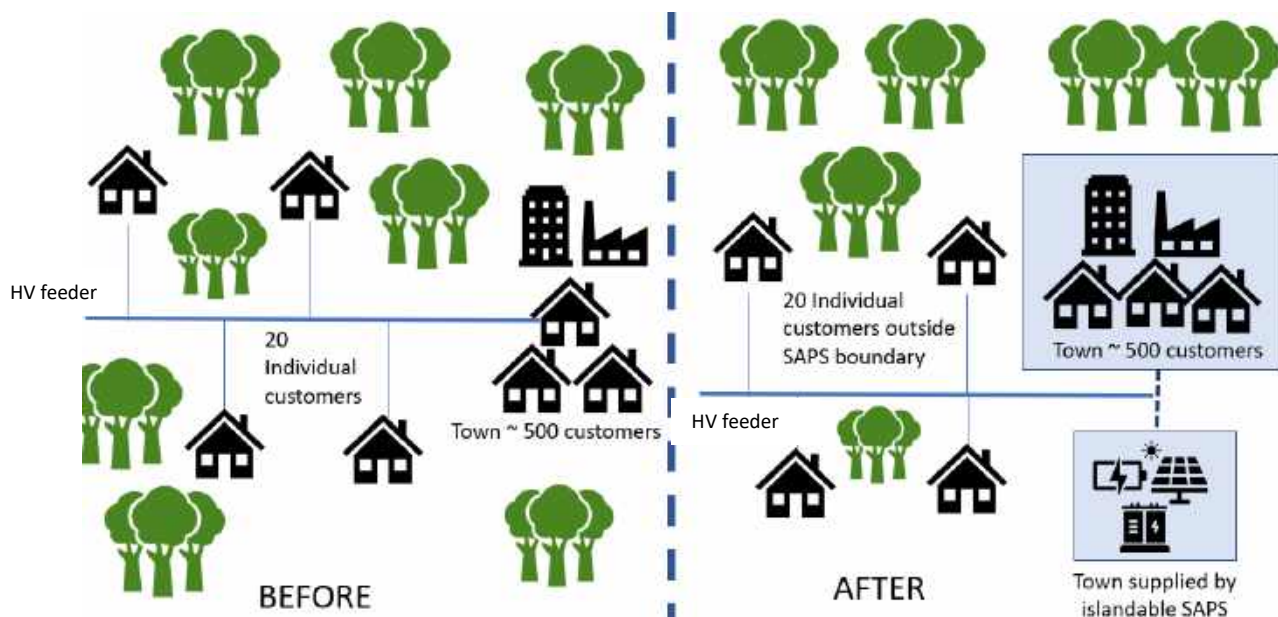 HV feeder
20
Individual
customers
Town ~ 500 customers
BEFORE
20 Individual
customers outside
SAPS boundary
Town ~ 500 customers
HV feeder
Town supplied by
islandable SAPS
AFTER